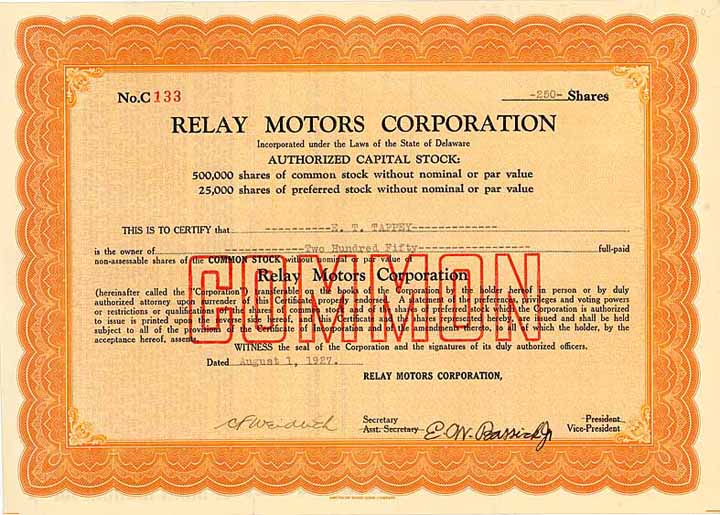 No.C 133
-250- Shares
RELAY MOTORS CORPORATION
Incorporated under the Laws of the State of Delaware
AUTHORIZED CAPITAL STOCK:
500,000 shares of common stock without nominal or par value
25,000 shares of preferred stock without nominal or par value
THIS IS TO CERTIFY that -----------E. T. TAPPEY-------------
is the owner of -------------Two Hundred Fifty------------------ full-paid
non-assessable shares of the COMMON STOCK without nominal or par value of
Relay Motors Corporation
COMMON
(hereinafter called the "Corporation") transferable on the books of the Corporation by the holder hereof in person or by duly
authorized attorney upon surrender of this Certificate properly endorsed. A statement of the preferences, privileges and voting powers
or restrictions or qualifications of the shares of common stock and of the shares of preferred stock which the Corporation is authorized
to issue is printed upon the reverse side hereof, and this Certificate and the shares represented hereby, are issued and shall be held
subject to all of the provisions of the Certificate of Incorporation and the amendments thereto, to all of which the holder, by the
acceptance hereof, assents.
WITNESS the seal of the Corporation and the signatures of its duly authorized officers.
Dated August 1, 1927.
RELAY MOTORS CORPORATION,
Secretary
Asst. Secretary
E. W. Bassick Jr
President
Vice-President